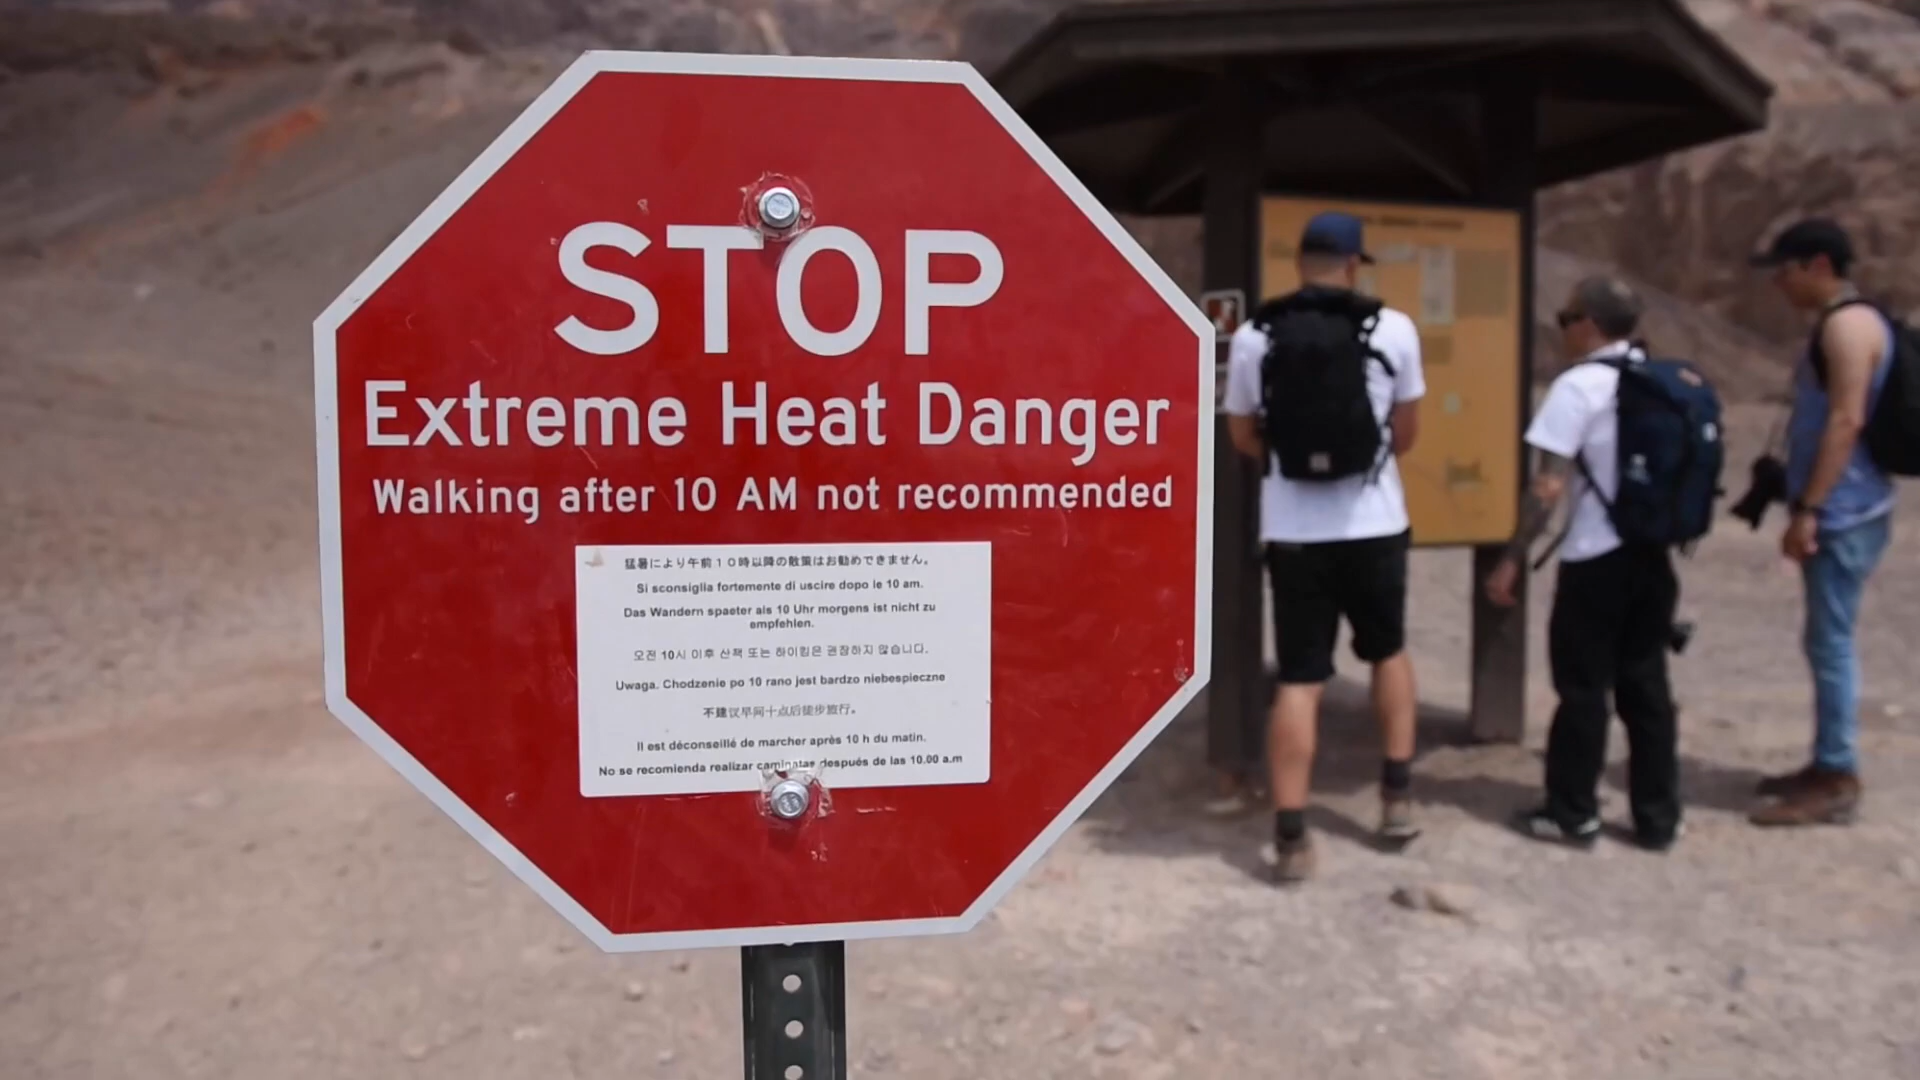 STOP
Extreme Heat Danger
Walking after 10 AM not recommended
猛暑により午前10時以降の散策はお勧めできません。
Si sconsiglia fortemente di uscire dopo le 10 am.
Das Wandern spaeter als 10 Uhr morgens ist nicht zu
empfehlen.
오전 10시 이후 산책 또는 하이킹은 권장하지 않습니다.
Uwaga. Chodzenie po 10 rano jest bardzo niebespieczne
不建议早间十点后徒步旅行。
Il est déconseillé de marcher après 10 h du matin.
No se recomienda realizar caminatas después de las 10.00 a.m